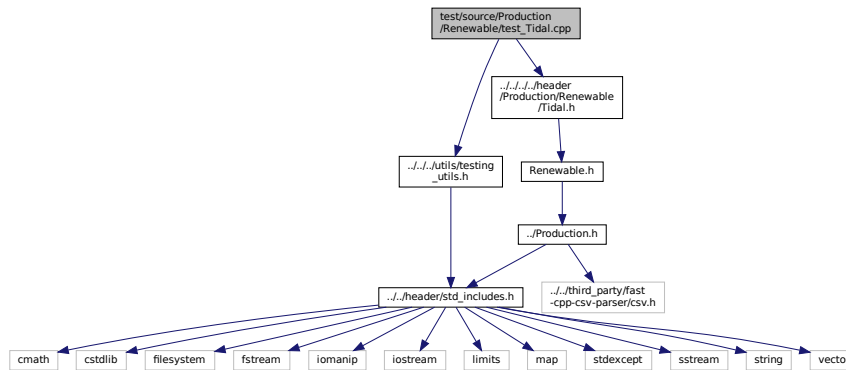 test/source/Production
/Renewable/test_Tidal.cpp
../../../../header
/Production/Renewable
/Tidal.h
../../../utils/testing
_utils.h
Renewable.h
../Production.h
../../header/std_includes.h
../../third_party/fast
-cpp-csv-parser/csv.h
cmath
cstdlib
filesystem
fstream
iomanip
iostream
limits
map
stdexcept
sstream
string
vecto